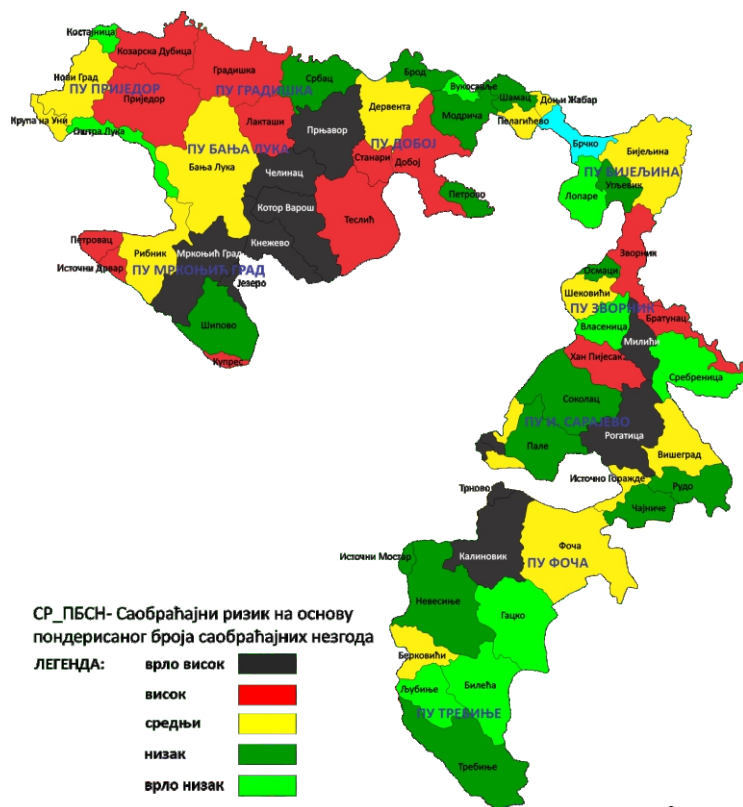 Костајница
Козарска Дубица
Нови Град
ПУ ПРИЈЕДОР
Градишка
ПУ ГРАДИШКА
Србац
Брод
Вукосавље
Шамац
Доњи Жабар
Приједор
Крупа на Уни
Оштра Лука
Лакташи
Прњавор
Дервента
Модрича
Пелагићево
ПУ БАЊА ЛУКА
ПУ ДОБОЈ
Брчко
Бијељина
Бања Лука
Челинац
Станари
Добој
ПУ БИЈЕЉИНА
Угљевик
Лопаре
Петрово
Котор Варош
Теслић
Петровац
Рибник
Мркоњић Град
Кнежево
Источни Дрвар
ПУ МРКОЊИЋ ГРАД
Језеро
Зворник
Осмаци
Шековићи
ПУ ЗВОРНИК
Братунац
Шипово
Власеница
Милићи
Купрес
Хан Пијесак
Сребреница
Соколац
ПУ И. САРАЈЕВО
Пале
Рогатица
Вишеград
Источно Горажде
Рудо
Трново
Чајниче
Источни Мостар
Калиновик
Фоча
ПУ ФОЧА
Невесиње
Гацко
СР_ПБСН- Саобраћајни ризик на основу
пондерисаног броја саобраћајних незгода
Берковићи
ЛЕГЕНДА:
врло висок
висок
средњи
низак
врло низак
Љубиње
Билећа
ПУ ТРЕБИЊЕ
Требиње